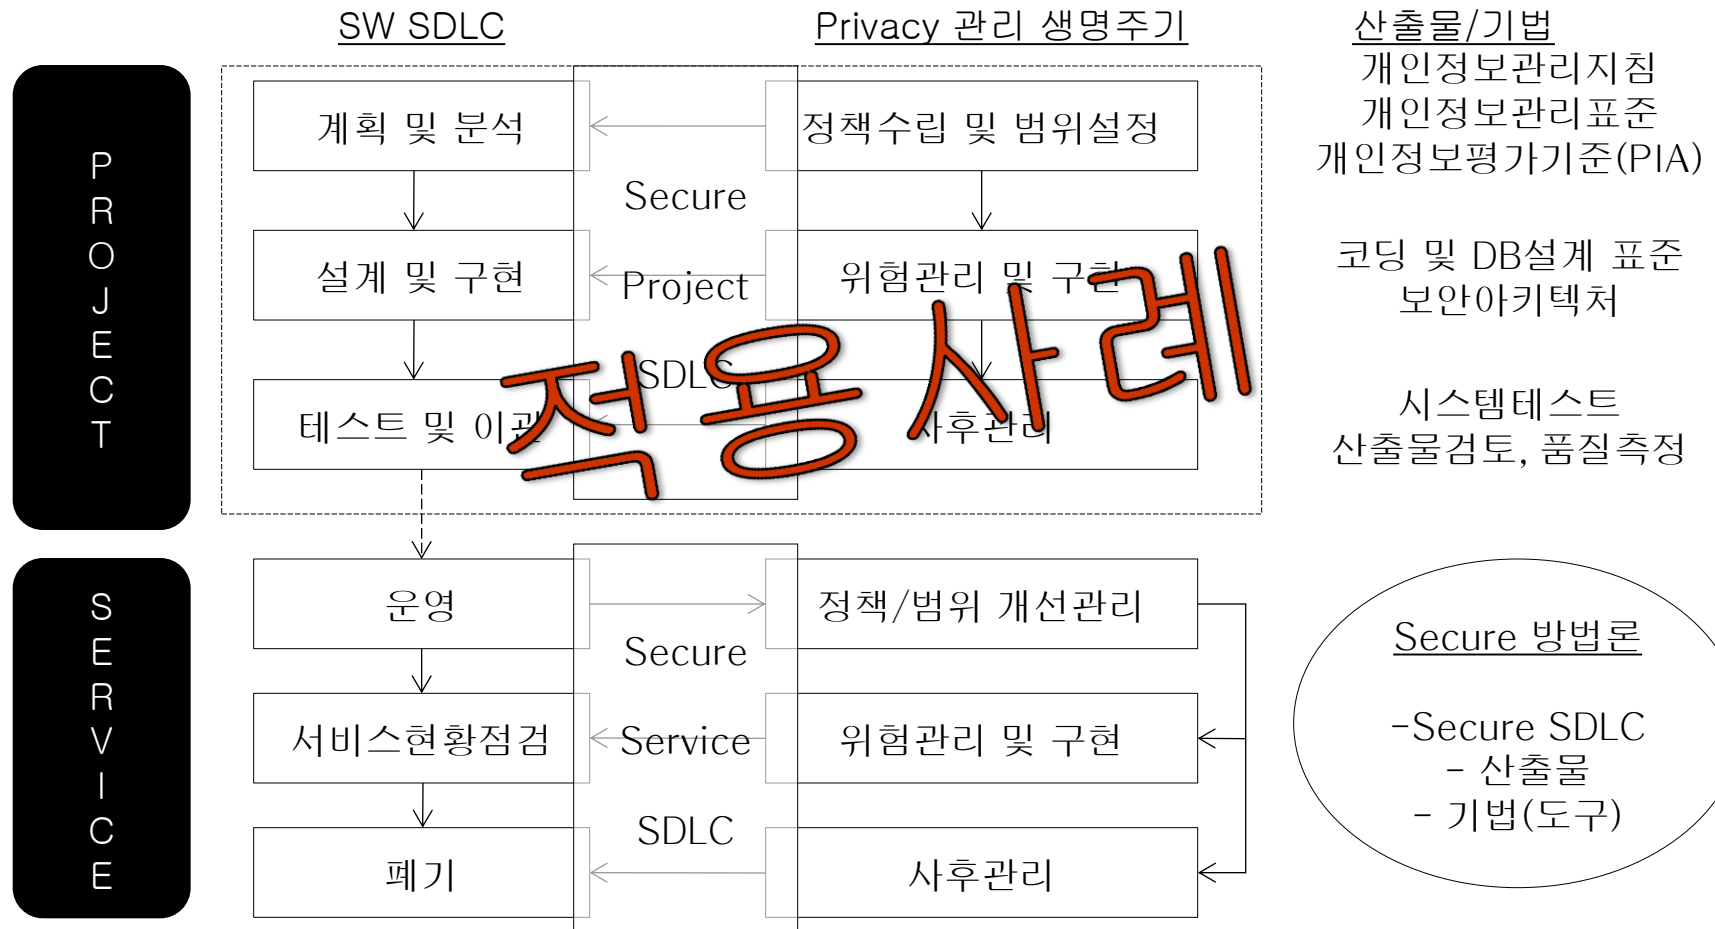 SW SDLC
Privacy 관리 생명주기
산출물/기법
PROJECT
계획 및 분석
정책수립 및 범위설정
개인정보관리지침
개인정보관리표준
개인정보평가기준(PIA)
Secure
Project
SDLC
설계 및 구현
위험관리 및 구현
코딩 및 DB설계 표준
보안아키텍처
테스트 및 이관
사후관리
시스템테스트
산출물검토, 품질측정
적용사례
SERVICE
운영
정책/범위 개선관리
Secure
Service
SDLC
서비스현황점검
위험관리 및 구현
폐기
사후관리
Secure 방법론
-Secure SDLC
- 산출물
- 기법(도구)